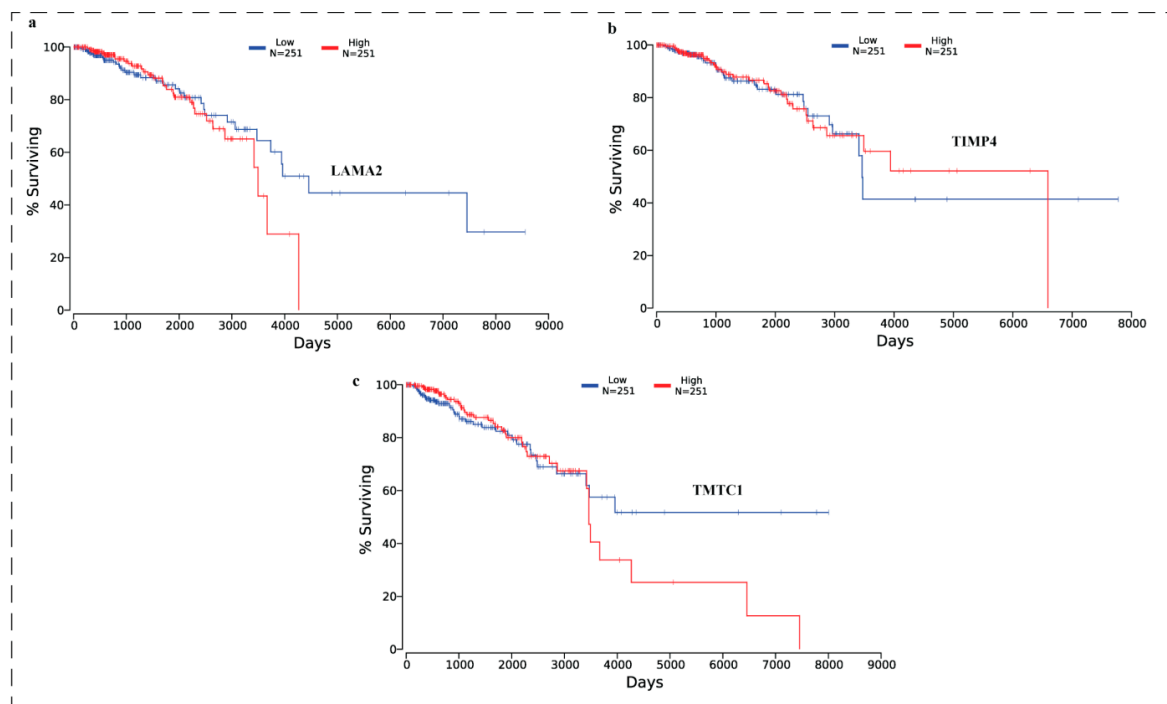 a
Low High
N=251 N=251
100
80
60
40
20
0
% Surviving
LAMA2
0 1000 2000 3000 4000 5000 6000 7000 8000 9000
Days
b
Low High
N=251 N=251
100
80
60
40
20
0
% Surviving
TIMP4
0 1000 2000 3000 4000 5000 6000 7000 8000
Days
c
Low High
N=251 N=251
100
80
60
40
20
0
% Surviving
TMTC1
0 1000 2000 3000 4000 5000 6000 7000 8000 9000
Days